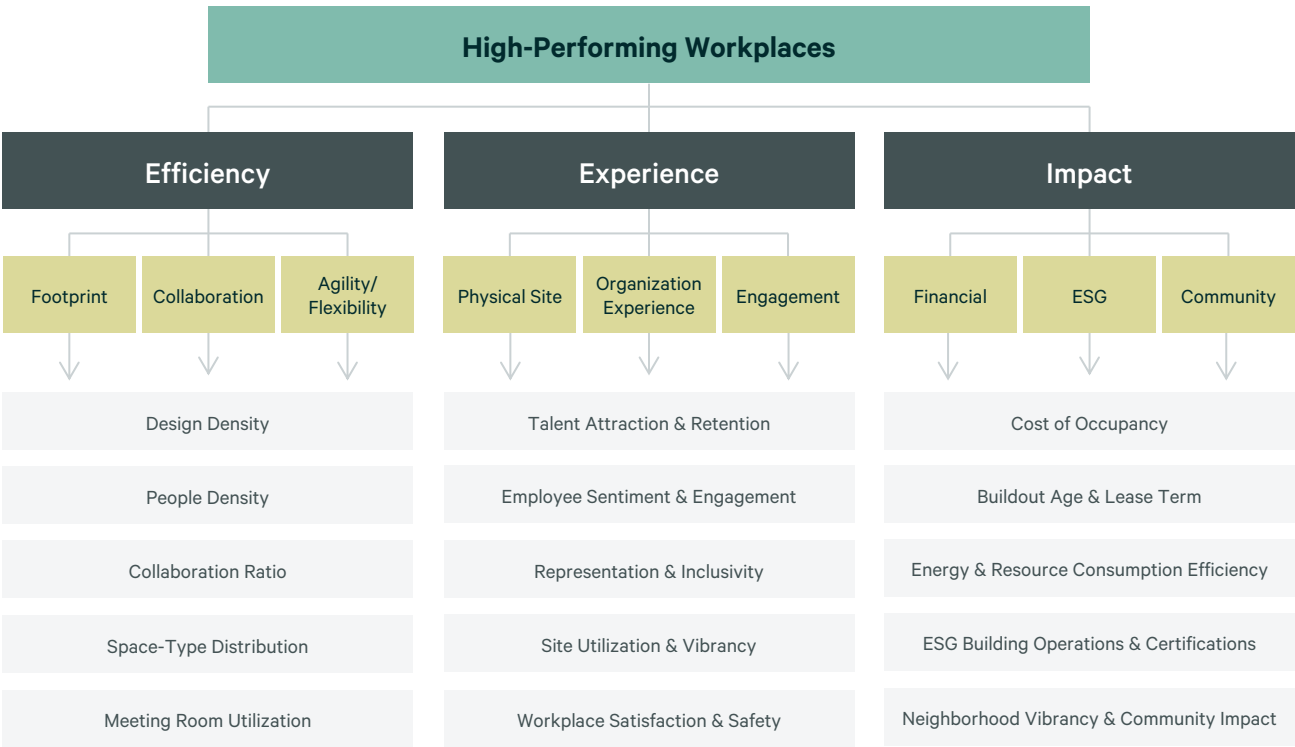 High-Performing Workplaces
Efficiency
Experience
Impact
Footprint
Collaboration
Agility/
Flexibility
Physical Site
Organization
Experience
Engagement
Financial
ESG
Community
Design Density
People Density
Collaboration Ratio
Space-Type Distribution
Meeting Room Utilization
Talent Attraction & Retention
Employee Sentiment & Engagement
Representation & Inclusivity
Site Utilization & Vibrancy
Workplace Satisfaction & Safety
Cost of Occupancy
Buildout Age & Lease Term
Energy & Resource Consumption Efficiency
ESG Building Operations & Certifications
Neighborhood Vibrancy & Community Impact